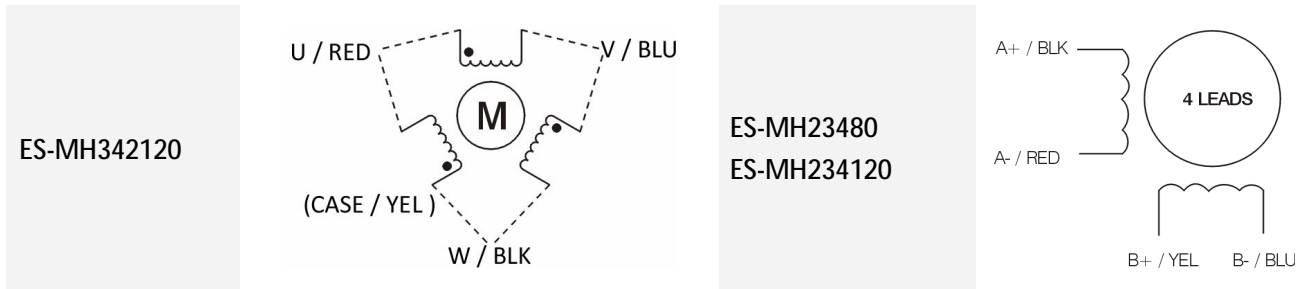 ES-MH342120
U / RED
V / BLU
M
(CASE / YEL )
W / BLK
ES-MH23480
ES-MH234120
A+ / BLK
4 LEADS
A- / RED
B+ / YEL
B- / BLU